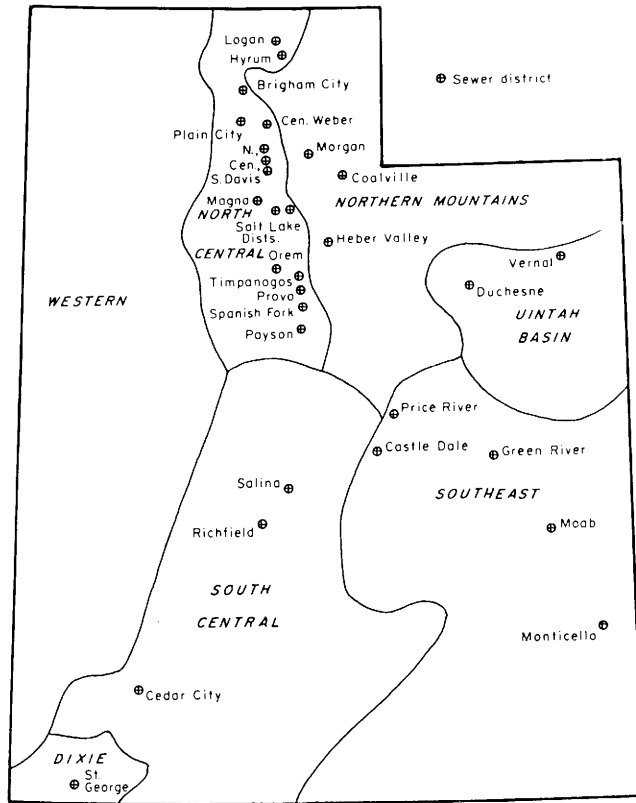 Logan
Hyrum
Sewer district
Brigham City
Plain City
Cen. Weber
N.,
Cen.,
S. Davis
Morgan
Coalville
Magna
NORTHERN MOUNTAINS
NORTH
Salt Lake
Dists.
Heber Valley
CENTRAL
Orem
Timpanogos
Provo
Spanish Fork
Payson
WESTERN
Vernal
Duchesne
UINTAH
BASIN
Price River
Castle Dale
Green River
Salina
SOUTHEAST
Richfield
Moab
SOUTH
CENTRAL
Monticello
Cedar City
DIXIE
St.
George